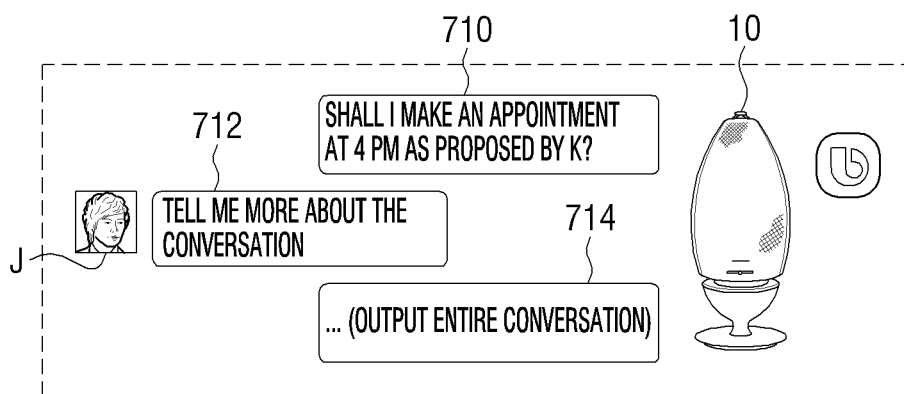 710
10
SHALL I MAKE AN APPOINTMENT
AT 4 PM AS PROPOSED BY K?
712
TELL ME MORE ABOUT THE
CONVERSATION
J
714
... (OUTPUT ENTIRE CONVERSATION)